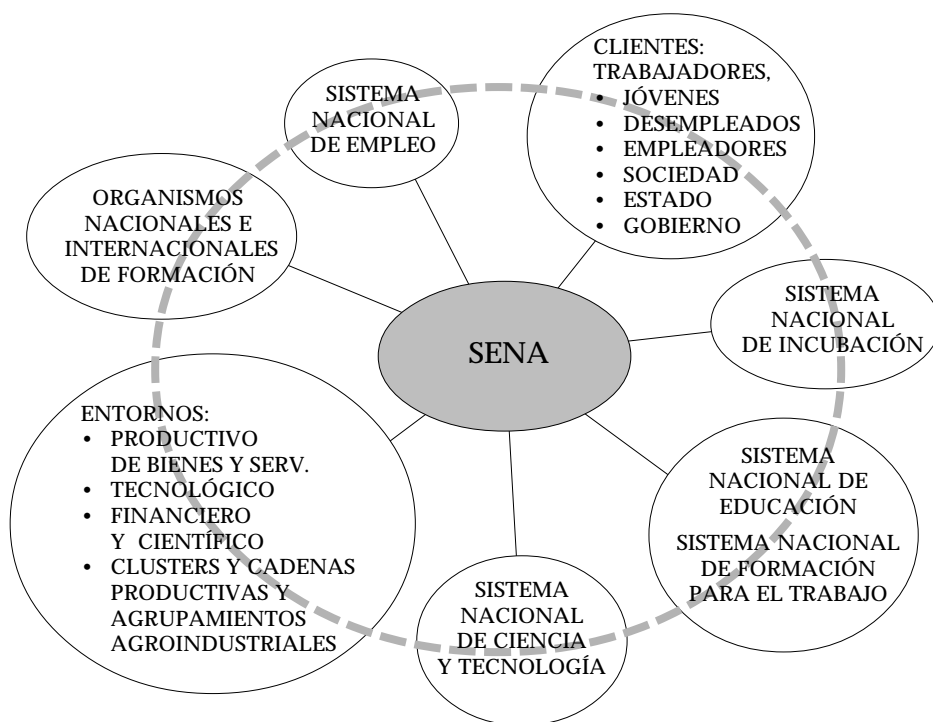 CLIENTES:
TRABAJADORES,
• JÓVENES
• DESEMPLEADOS
• EMPLEADORES
• SOCIEDAD
• ESTADO
• GOBIERNO
SISTEMA
NACIONAL
DE EMPLEO
ORGANISMOS
NACIONALES E
INTERNACIONALES
DE FORMACIÓN
SISTEMA
NACIONAL
DE INCUBACIÓN
SENA
ENTORNOS:
• PRODUCTIVO
DE BIENES Y SERV.
• TECNOLÓGICO
• FINANCIERO
Y CIENTÍFICO
• CLUSTERS Y CADENAS
PRODUCTIVAS Y
AGRUPAMIENTOS
AGROINDUSTRIALES
SISTEMA
NACIONAL DE
EDUCACIÓN
SISTEMA NACIONAL
DE FORMACIÓN
PARA EL TRABAJO
SISTEMA
NACIONAL
DE CIENCIA
Y TECNOLOGÍA